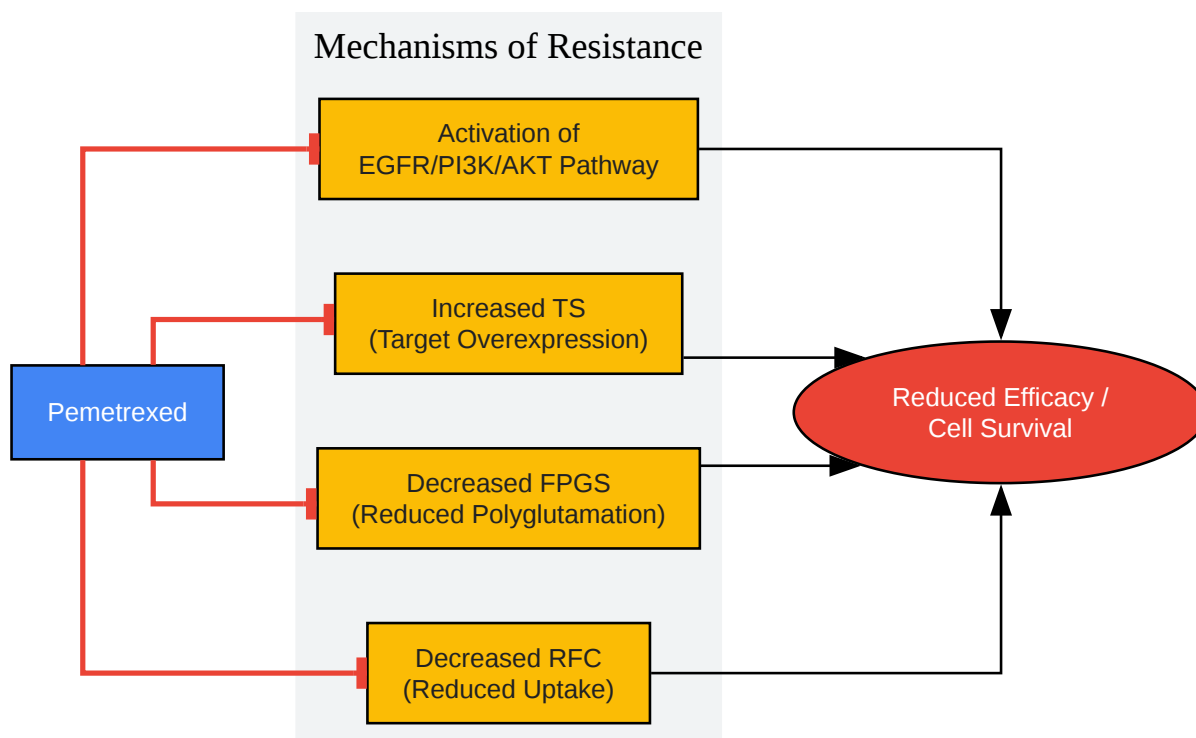 Mechanisms of Resistance
Activation of
EGFR/PI3K/AKT Pathway
Increased TS
(Target Overexpression)
Pemetrexed
Reduced Efficacy /
Cell Survival
Decreased FPGS
(Reduced Polyglutamation)
Decreased RFC
(Reduced Uptake)